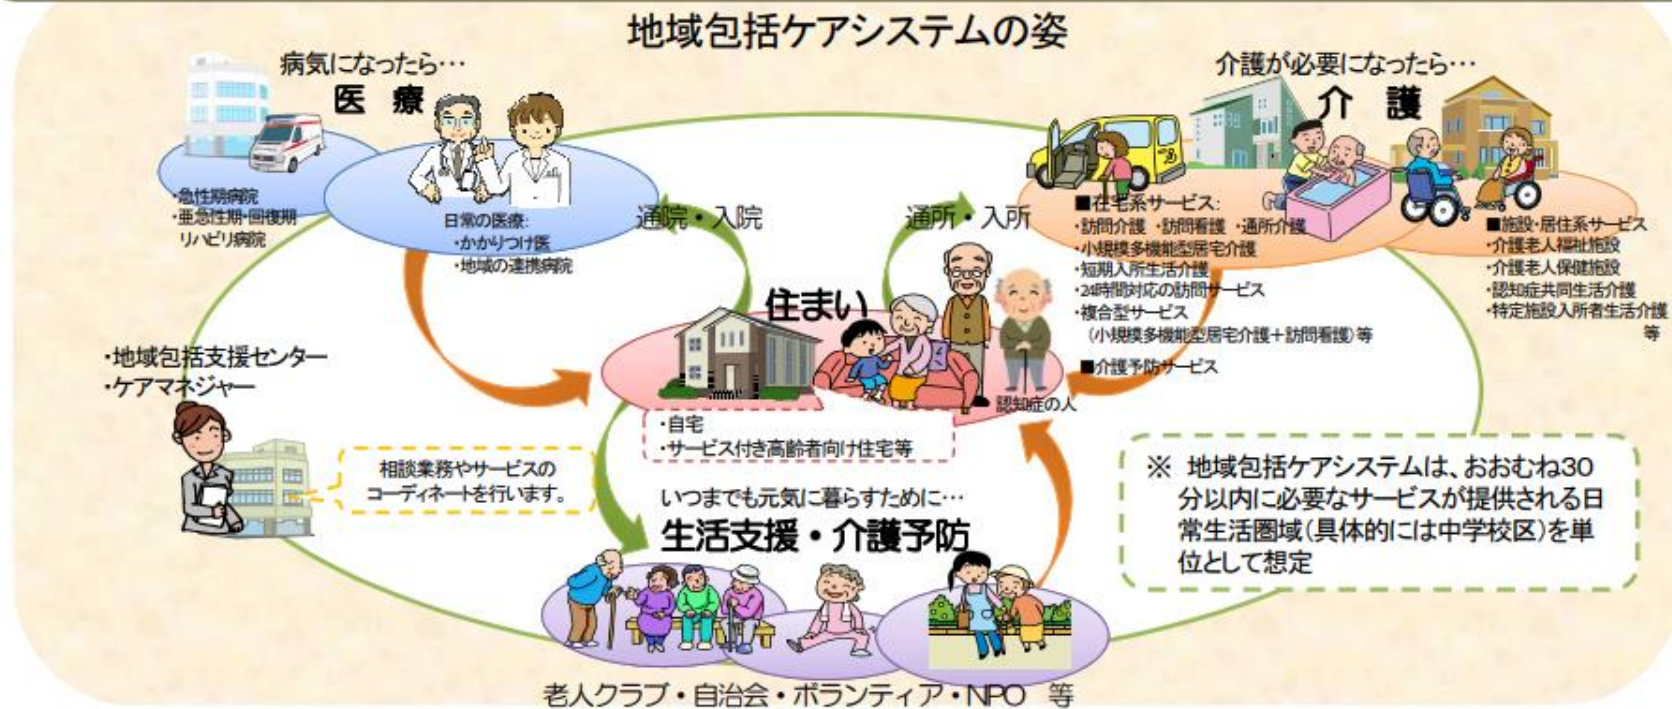 地域包括ケアシステムの姿
病気になったら…
医 療
・急性期病院
・亜急性期・回復期
リハビリ病院
日常の医療:
・かかりつけ医
・地域の連携病院
通院・入院
通所・入所
介護が必要になったら…
介 護
■在宅系サービス:
・訪問介護 ・訪問看護 ・通所介護
・小規模多機能型居宅介護
・短期入所生活介護
・24時間対応の訪問サービス
・複合型サービス
(小規模多機能型居宅介護+訪問看護)等
■介護予防サービス
■施設・居住系サービス
・介護老人福祉施設
・介護老人保健施設
・認知症共同生活介護
・特定施設入所者生活介護
等
住まい
認知症の人
・自宅
・サービス付き高齢者向け住宅等
・地域包括支援センター
・ケアマネジャー
相談業務やサービスの
コーディネートを行います。
いつまでも元気に暮らすために…
生活支援・介護予防
老人クラブ・自治会・ボランティア・NPO 等
※ 地域包括ケアシステムは、おおむね30
分以内に必要なサービスが提供される日
常生活圏域(具体的には中学校区)を単
位として想定